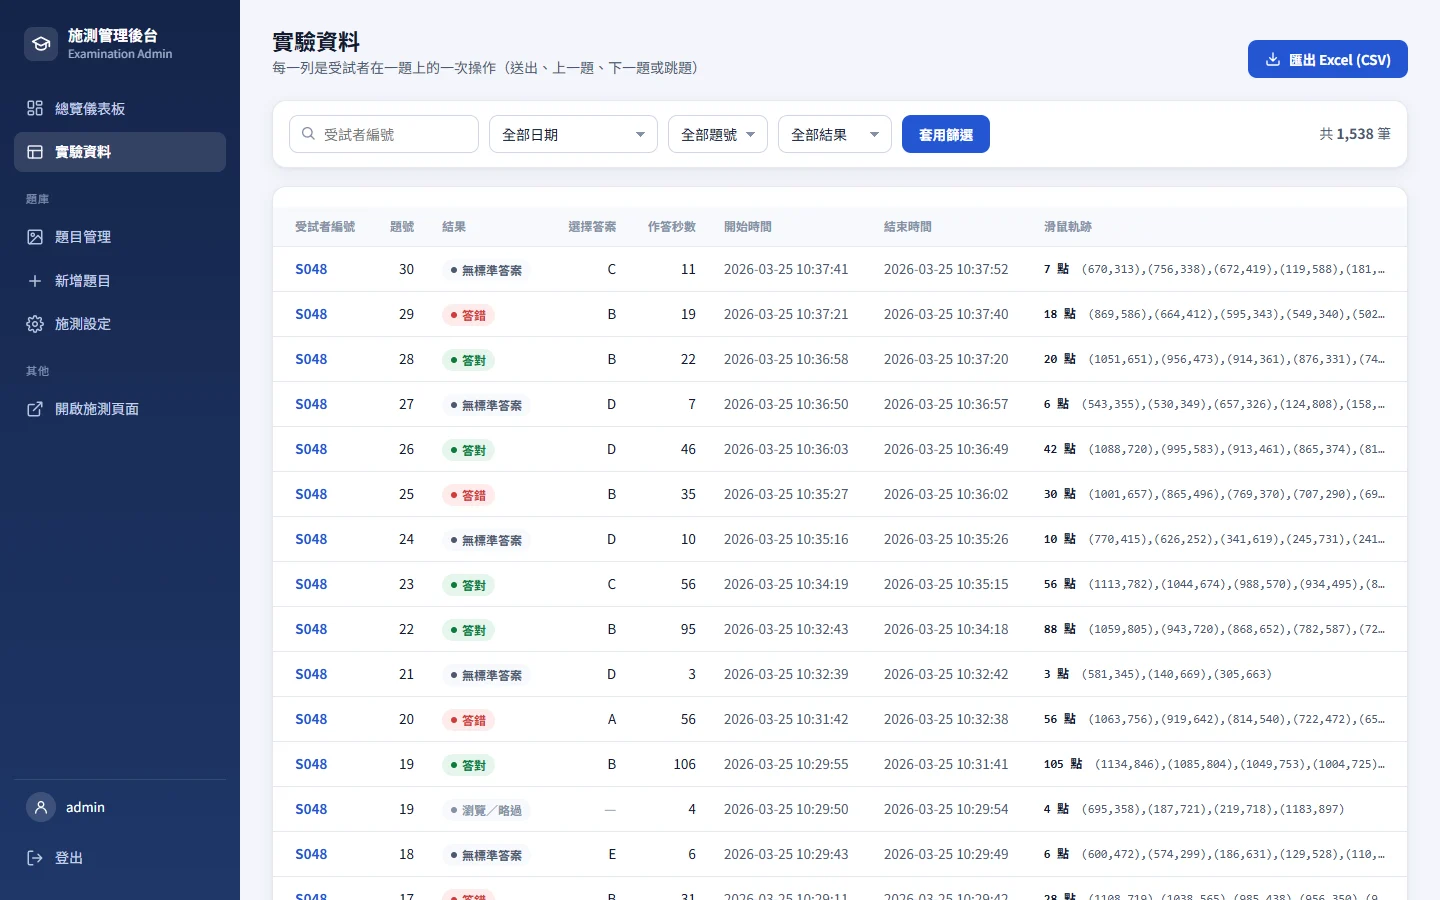 施測管理後台
Examination Admin
總覽儀表板
實驗資料
題庫
題目管理
新增題目
施測設定
其他
開啟施測頁面
admin
登出
實驗資料
每一列是受試者在一題上的一次操作（送出、上一題、下一題或跳題）
匯出 Excel (CSV)
受試者編號 全部日期 全部題號 全部結果 套用篩選 共 1,538 筆
受試者編號 題號 結果 選擇答案 作答秒數 開始時間 結束時間 滑鼠軌跡
S048 30 無標準答案 C 11 2026-03-25 10:37:41 2026-03-25 10:37:52 7 點 (670,313),(756,338),(672,419),(119,588),(181,…
S048 29 答錯 B 19 2026-03-25 10:37:21 2026-03-25 10:37:40 18 點 (869,586),(664,412),(595,343),(549,340),(502…
S048 28 答對 B 22 2026-03-25 10:36:58 2026-03-25 10:37:20 20 點 (1051,651),(956,473),(914,361),(876,331),(74…
S048 27 無標準答案 D 7 2026-03-25 10:36:50 2026-03-25 10:36:57 6 點 (543,355),(530,349),(657,326),(124,808),(158,…
S048 26 答對 D 46 2026-03-25 10:36:03 2026-03-25 10:36:49 42 點 (1088,720),(995,583),(913,461),(865,374),(81…
S048 25 答錯 B 35 2026-03-25 10:35:27 2026-03-25 10:36:02 30 點 (1001,657),(865,496),(769,370),(707,290),(69…
S048 24 無標準答案 D 10 2026-03-25 10:35:16 2026-03-25 10:35:26 10 點 (770,415),(626,252),(341,619),(245,731),(241…
S048 23 答對 C 56 2026-03-25 10:34:19 2026-03-25 10:35:15 56 點 (1113,782),(1044,674),(988,570),(934,495),(8…
S048 22 答對 B 95 2026-03-25 10:32:43 2026-03-25 10:34:18 88 點 (1059,805),(943,720),(868,652),(782,587),(72…
S048 21 無標準答案 D 3 2026-03-25 10:32:39 2026-03-25 10:32:42 3 點 (581,345),(140,669),(305,663)
S048 20 答錯 A 56 2026-03-25 10:31:42 2026-03-25 10:32:38 56 點 (1063,756),(919,642),(814,540),(722,472),(65…
S048 19 答對 B 106 2026-03-25 10:29:55 2026-03-25 10:31:41 105 點 (1134,846),(1085,804),(1049,753),(1004,725)…
S048 19 瀏覽／略過 — 4 2026-03-25 10:29:50 2026-03-25 10:29:54 4 點 (695,358),(187,721),(219,718),(1183,897)
S048 18 無標準答案 E 6 2026-03-25 10:29:43 2026-03-25 10:29:49 6 點 (600,472),(574,299),(186,631),(129,528),(110,…
S048 17 答錯 B 31 2026-03-25 10:29:11 2026-03-25 10:29:42 28 點 (1108,719),(1038,565),(985,438),(956,350),(9…